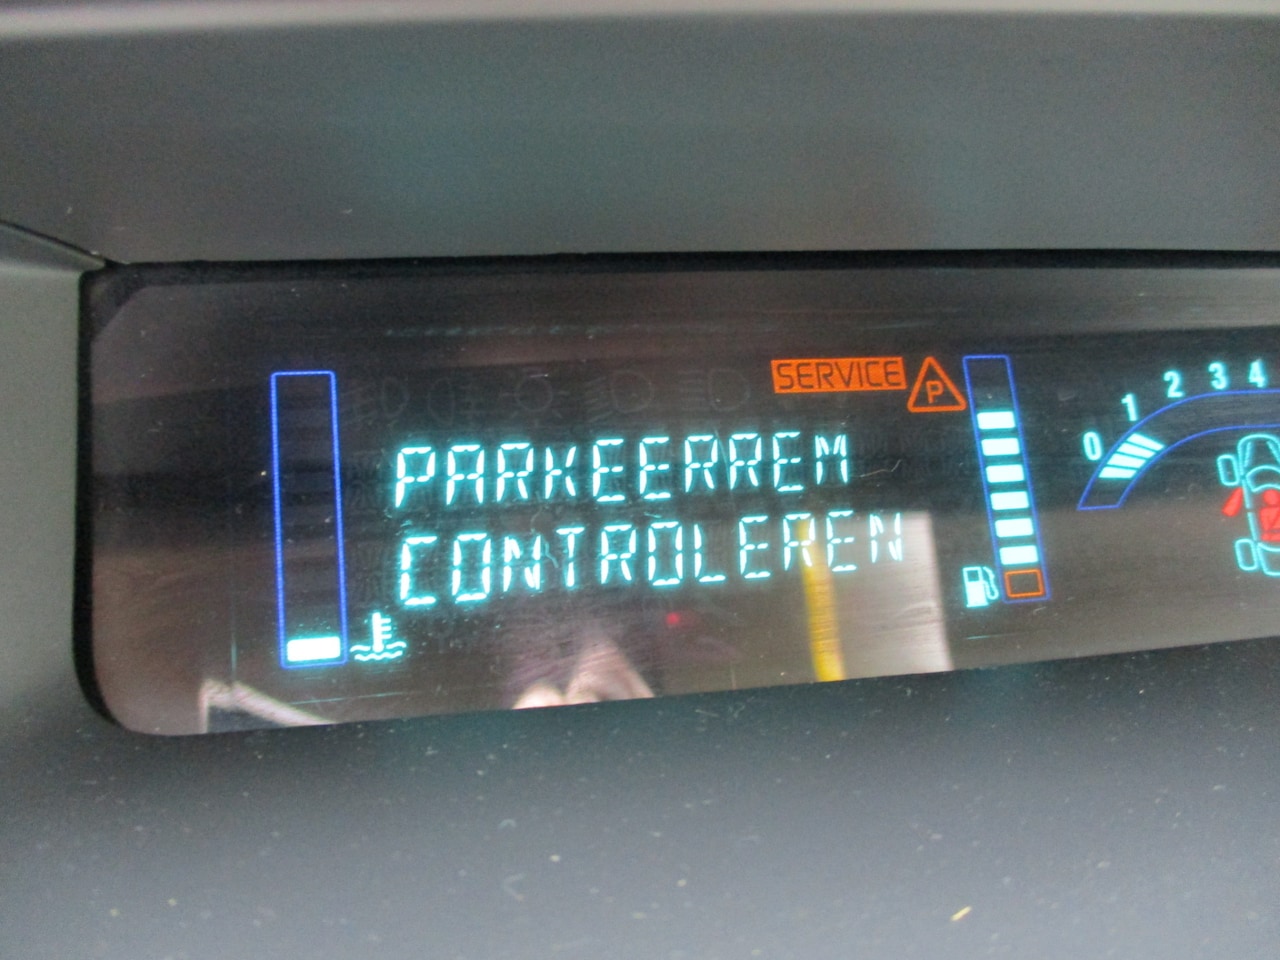 SERVICE
P
PARKEERREM
CONTROLEREN
0 1 2 3 4